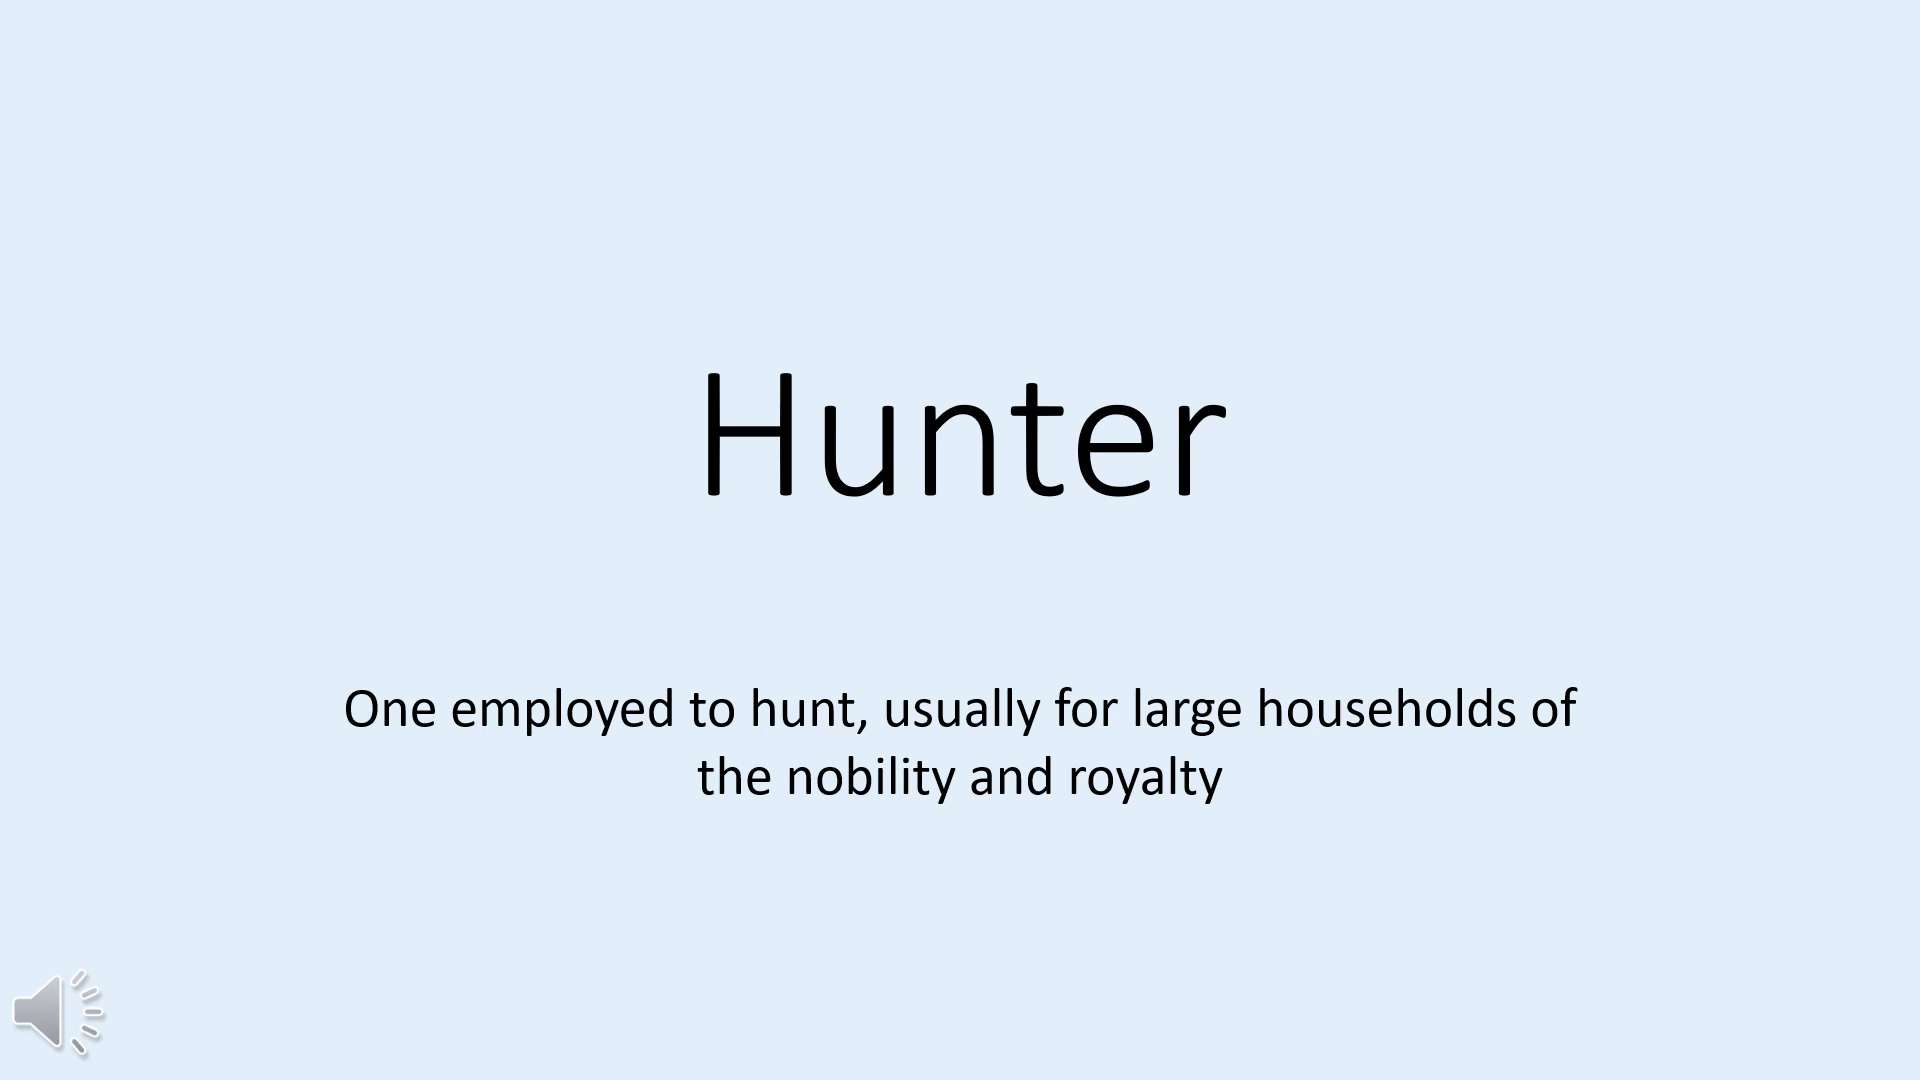 Hunter
One employed to hunt, usually for large households of
the nobility and royalty